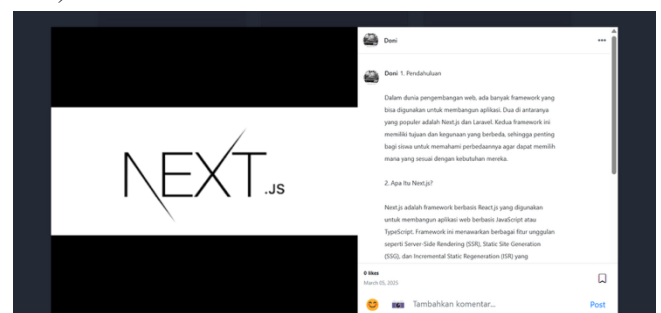 NEXT.JS
Doni
•••
Doni 1. Pendahuluan
Dalam dunia pengembangan web, ada banyak framework yang
bisa digunakan untuk membangun aplikasi. Dua di antaranya
yang populer adalah Next.js dan Laravel. Kedua framework ini
memiliki tujuan dan kegunaan yang berbeda, sehingga penting
bagi siswa untuk memahami perbedaannya agar dapat memilih
mana yang sesuai dengan kebutuhan mereka.
2. Apa Itu Next.js?
Next.js adalah framework berbasis React.js yang digunakan
untuk membangun aplikasi web berbasis JavaScript atau
TypeScript. Framework ini menawarkan berbagai fitur unggulan
seperti Server-Side Rendering (SSR), Static Site Generation
(SSG), dan Incremental Static Regeneration (ISR) yang
0 likes
March 05, 2025
Tambahkan komentar...
Post